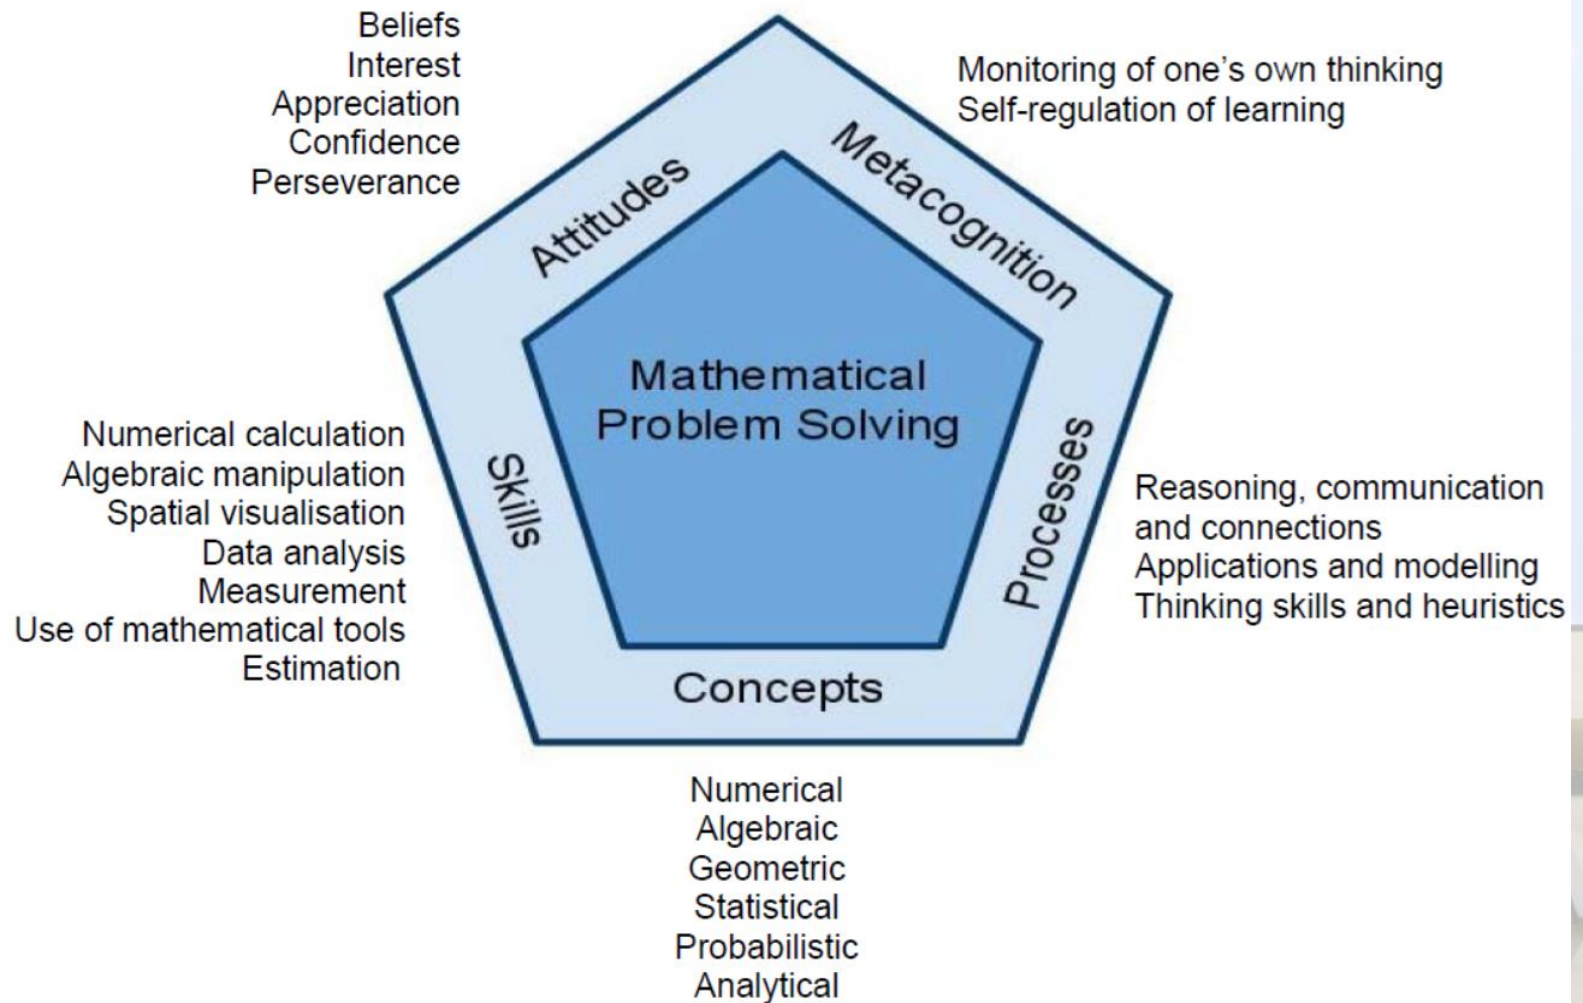 Beliefs
Interest
Appreciation
Confidence
Perseverance
Monitoring of one's own thinking
Self-regulation of learning
Attitudes
Metacognition
Mathematical
Problem Solving
Numerical calculation
Algebraic manipulation
Spatial visualisation
Data analysis
Measurement
Use of mathematical tools
Estimation
Skills
Processes
Reasoning, communication
and connections
Applications and modelling
Thinking skills and heuristics
Concepts
Numerical
Algebraic
Geometric
Statistical
Probabilistic
Analytical